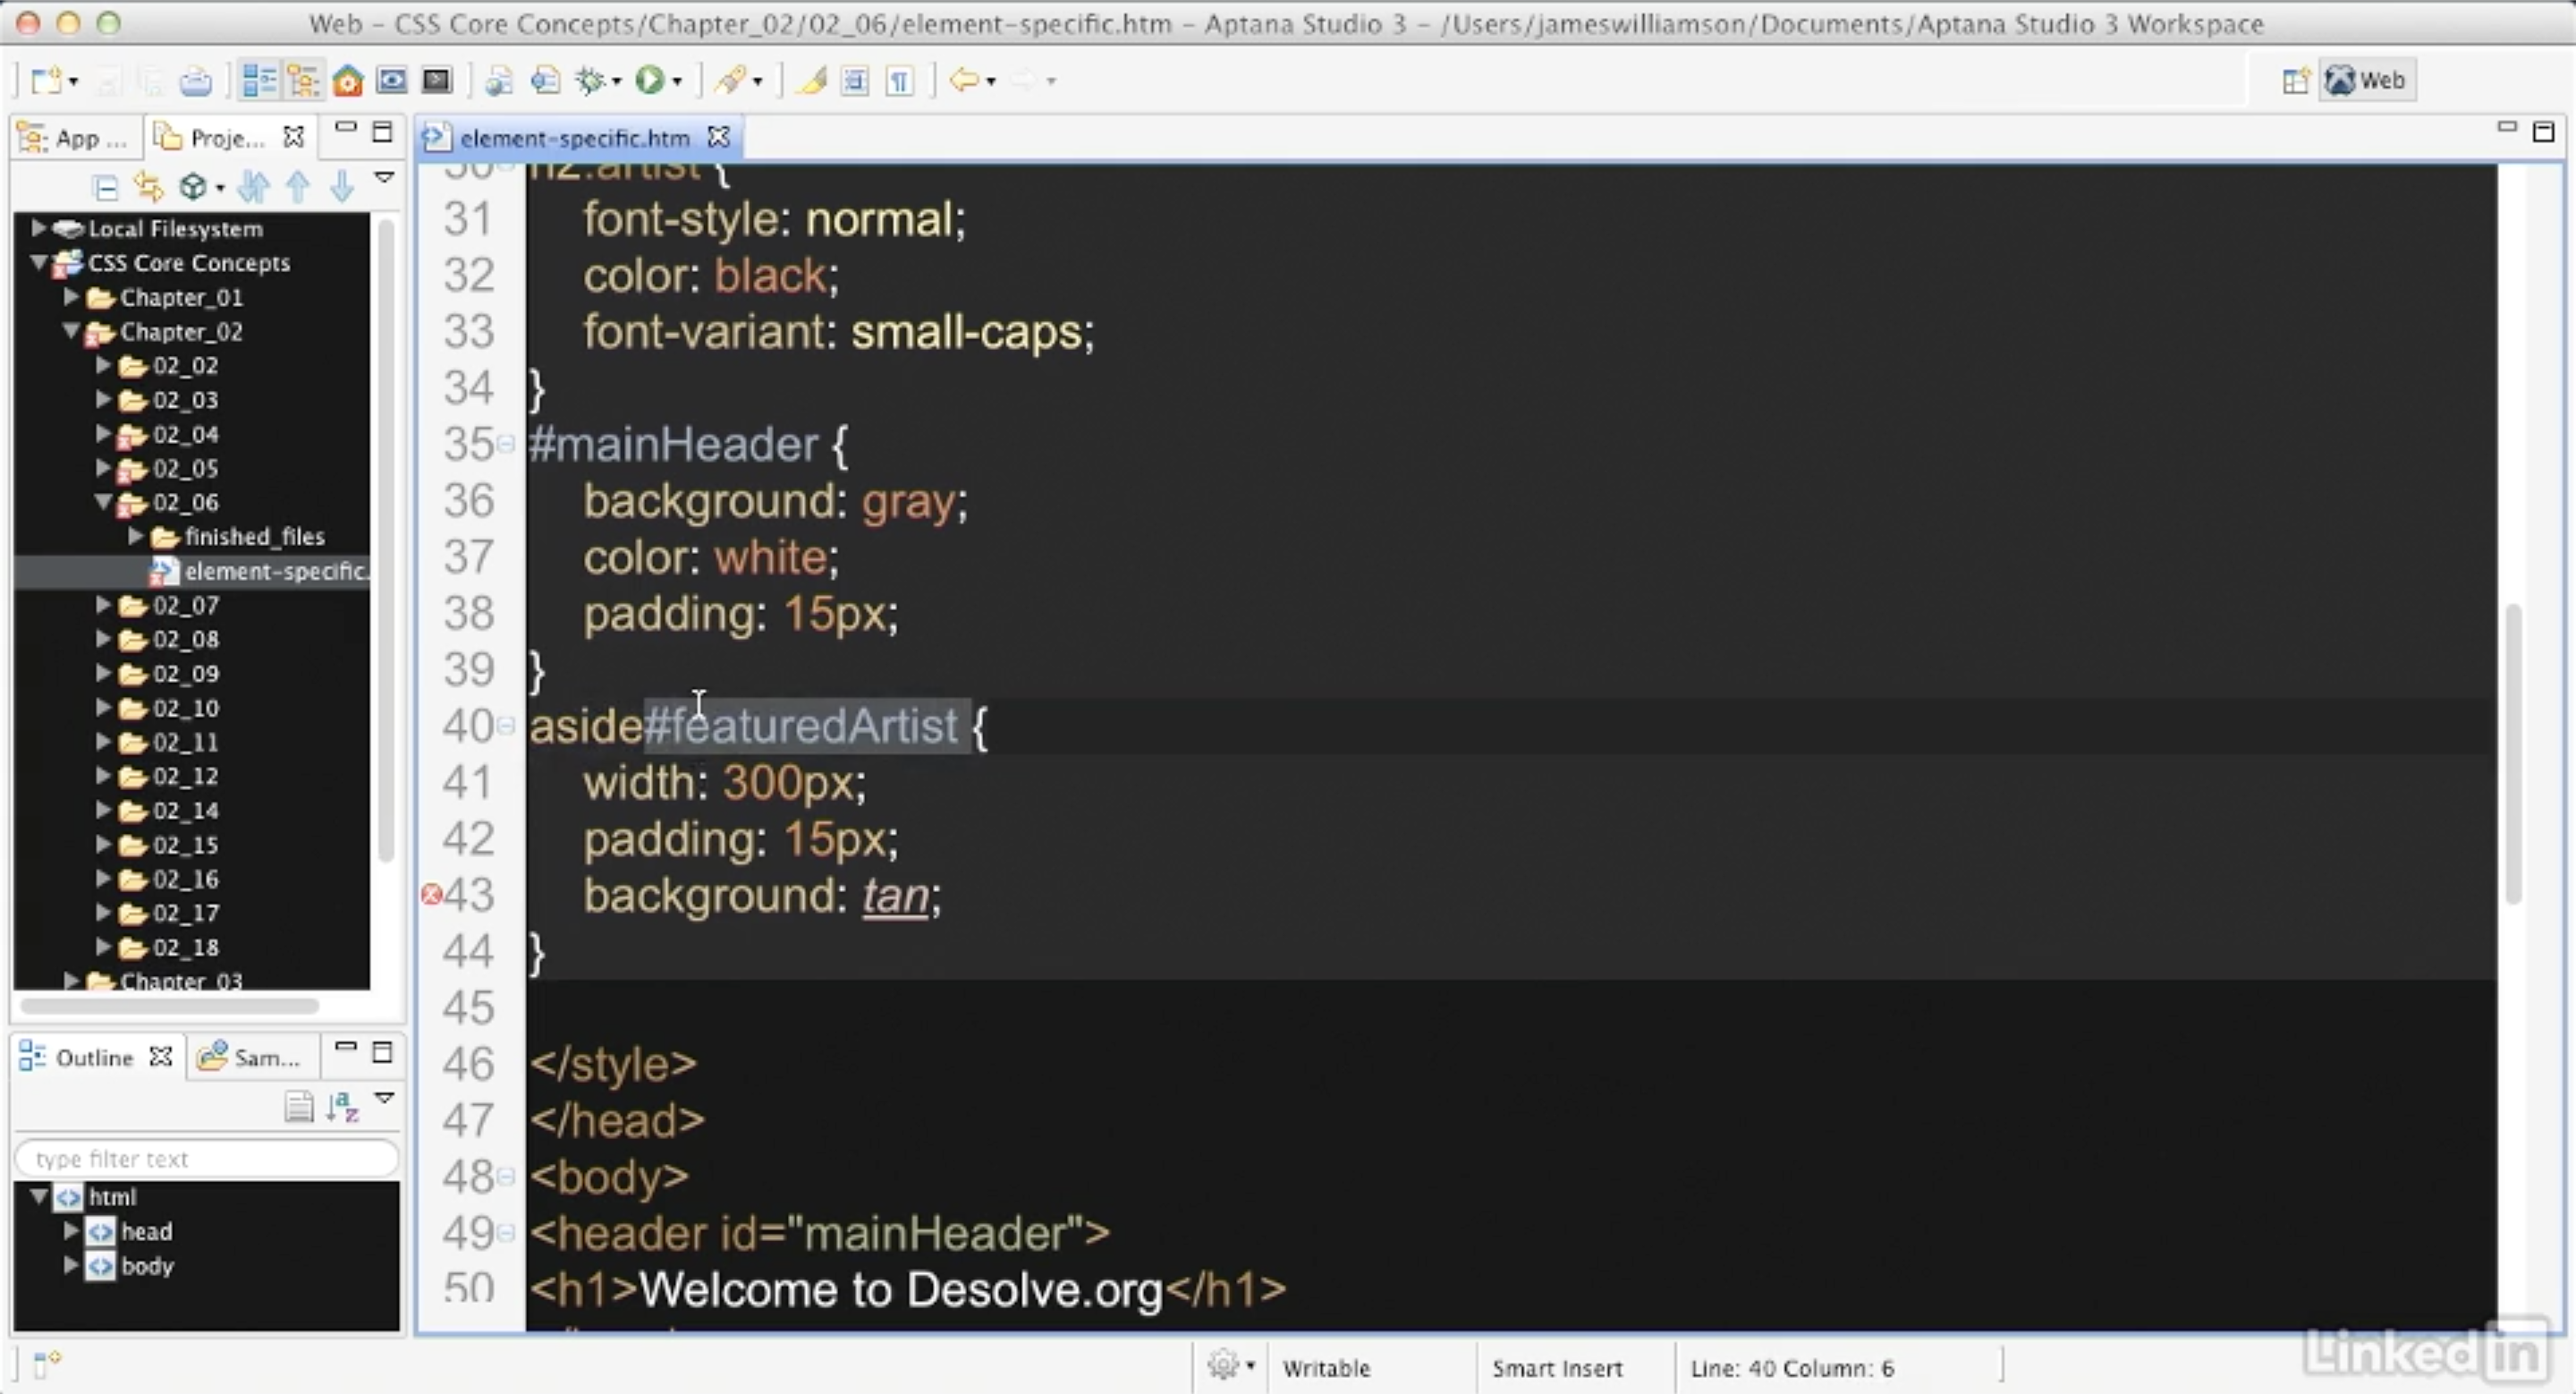 Web – CSS Core Concepts/Chapter_02/02_06/element-specific.htm – Aptana Studio 3 – /Users/jameswilliamson/Documents/Aptana Studio 3 Workspace
Web
App ...
Proje...
element-specific.htm
Local Filesystem
CSS Core Concepts
Chapter_01
Chapter_02
02_02
02_03
02_04
02_05
02_06
finished_files
element-specific.
02_07
02_08
02_09
02_10
02_11
02_12
02_14
02_15
02_16
02_17
02_18
Chapter_03
Outline
Sam...
type filter text
html
head
body
30 h2.artist {
31 font-style: normal;
32 color: black;
33 font-variant: small-caps;
34 }
35 #mainHeader {
36 background: gray;
37 color: white;
38 padding: 15px;
39 }
40 aside#featuredArtist {
41 width: 300px;
42 padding: 15px;
43 background: tan;
44 }
45
46 </style>
47 </head>
48 <body>
49 <header id="mainHeader">
50 <h1>Welcome to Desolve.org</h1>
Writable
Smart Insert
Line: 40 Column: 6
Linked in